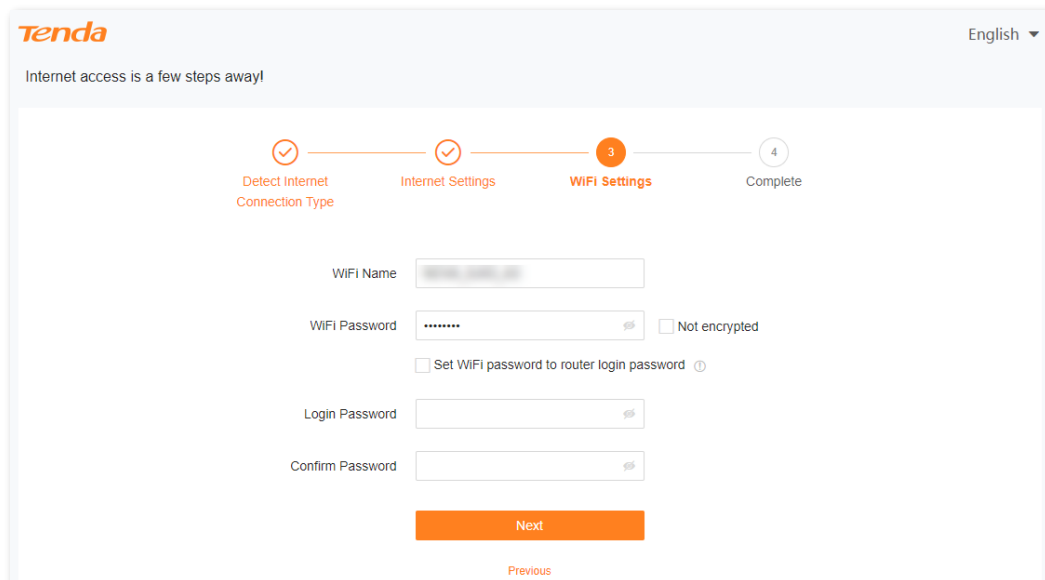 Tenda
English
Internet access is a few steps away!
3
4
Detect Internet
Connection Type
Internet Settings
WiFi Settings
Complete
WiFi Name
WiFi Password
••••••••
Not encrypted
Set WiFi password to router login password
Login Password
Confirm Password
Next
Previous